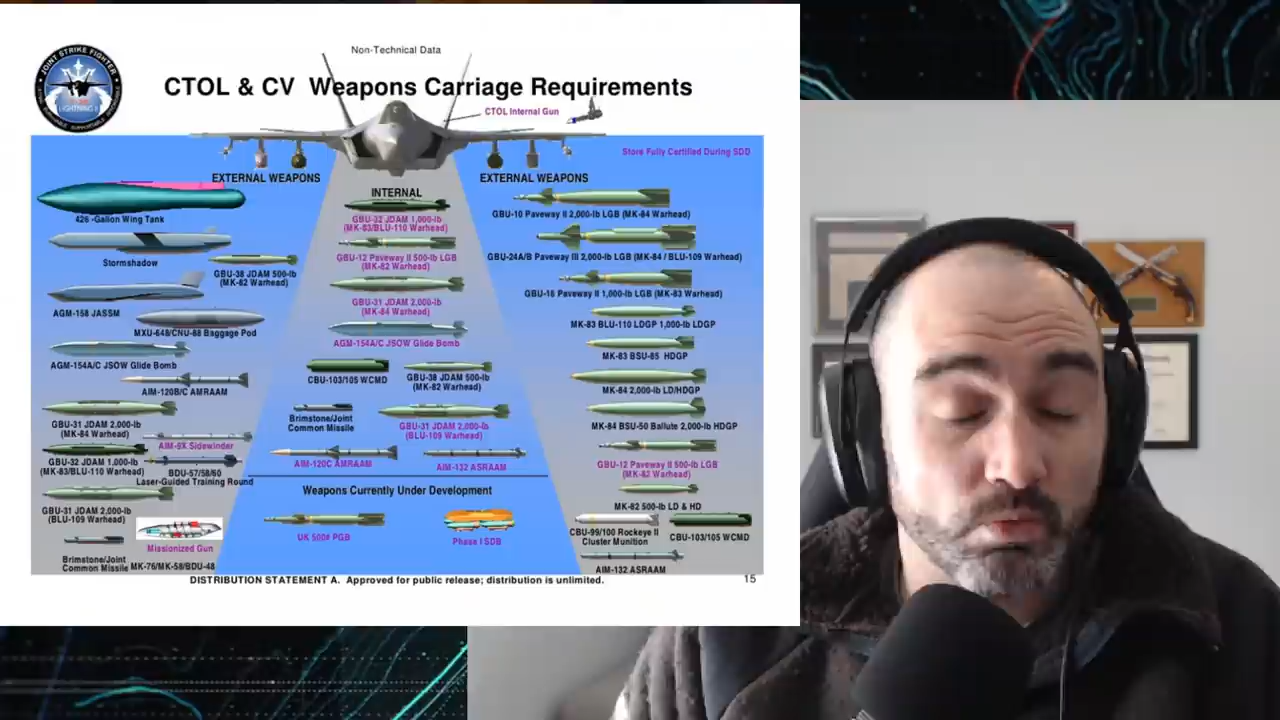 Non-Technical Data
JOINT STRIKE FIGHTER
CTOL & CV Weapons Carriage Requirements
CTOL Internal Gun
Store Fully Certified During SDD
EXTERNAL WEAPONS
426 -Gallon Wing Tank
Stormshadow
GBU-38 JDAM 500-lb
(MK-82 Warhead)
AGM-158 JASSM
MXU-648/CNU-88 Baggage Pod
AGM-154A/C JSOW Glide Bomb
AIM-120B/C AMRAAM
GBU-31 JDAM 2,000-lb
(MK-84 Warhead)
AIM-9X Sidewinder
GBU-32 JDAM 1,000-lb
(MK-83/BLU-110 Warhead)
BDU-57/58/60
Laser-Guided Training Round
GBU-31 JDAM 2,000-lb
(BLU-109 Warhead)
Missionized Gun
Brimstone/Joint
Common Missile
MK-76/MK-58/BDU-48
INTERNAL
GBU-32 JDAM 1,000-lb
(MK-83/BLU-110 Warhead)
GBU-12 Paveway II 500-lb LGB
(MK-82 Warhead)
GBU-31 JDAM 2,000-lb
(MK-84 Warhead)
AGM-154A/C JSOW Glide Bomb
CBU-103/105 WCMD
GBU-38 JDAM 500-lb
(MK-82 Warhead)
Brimstone/Joint
Common Missile
GBU-31 JDAM 2,000-lb
(BLU-109 Warhead)
AIM-120C AMRAAM
AIM-132 ASRAAM
Weapons Currently Under Development
UK 500# PGB
Phase I SDB
EXTERNAL WEAPONS
GBU-10 Paveway II 2,000-lb LGB (MK-84 Warhead)
GBU-24A/B Paveway III 2,000-lb LGB (MK-84 / BLU-109 Warhead)
GBU-16 Paveway II 1,000-lb LGB (MK-83 Warhead)
MK-83 BLU-110 LDGP 1,000-lb LDGP
MK-83 BSU-85 HDGP
MK-84 2,000-lb LD/HDGP
MK-84 BSU-50 Ballute 2,000-lb HDGP
GBU-12 Paveway II 500-lb LGB
(MK-82 Warhead)
MK-82 500-lb LD & HD
CBU-99/100 Rockeye II
Cluster Munition
CBU-103/105 WCMD
AIM-132 ASRAAM
DISTRIBUTION STATEMENT A. Approved for public release; distribution is unlimited.
15